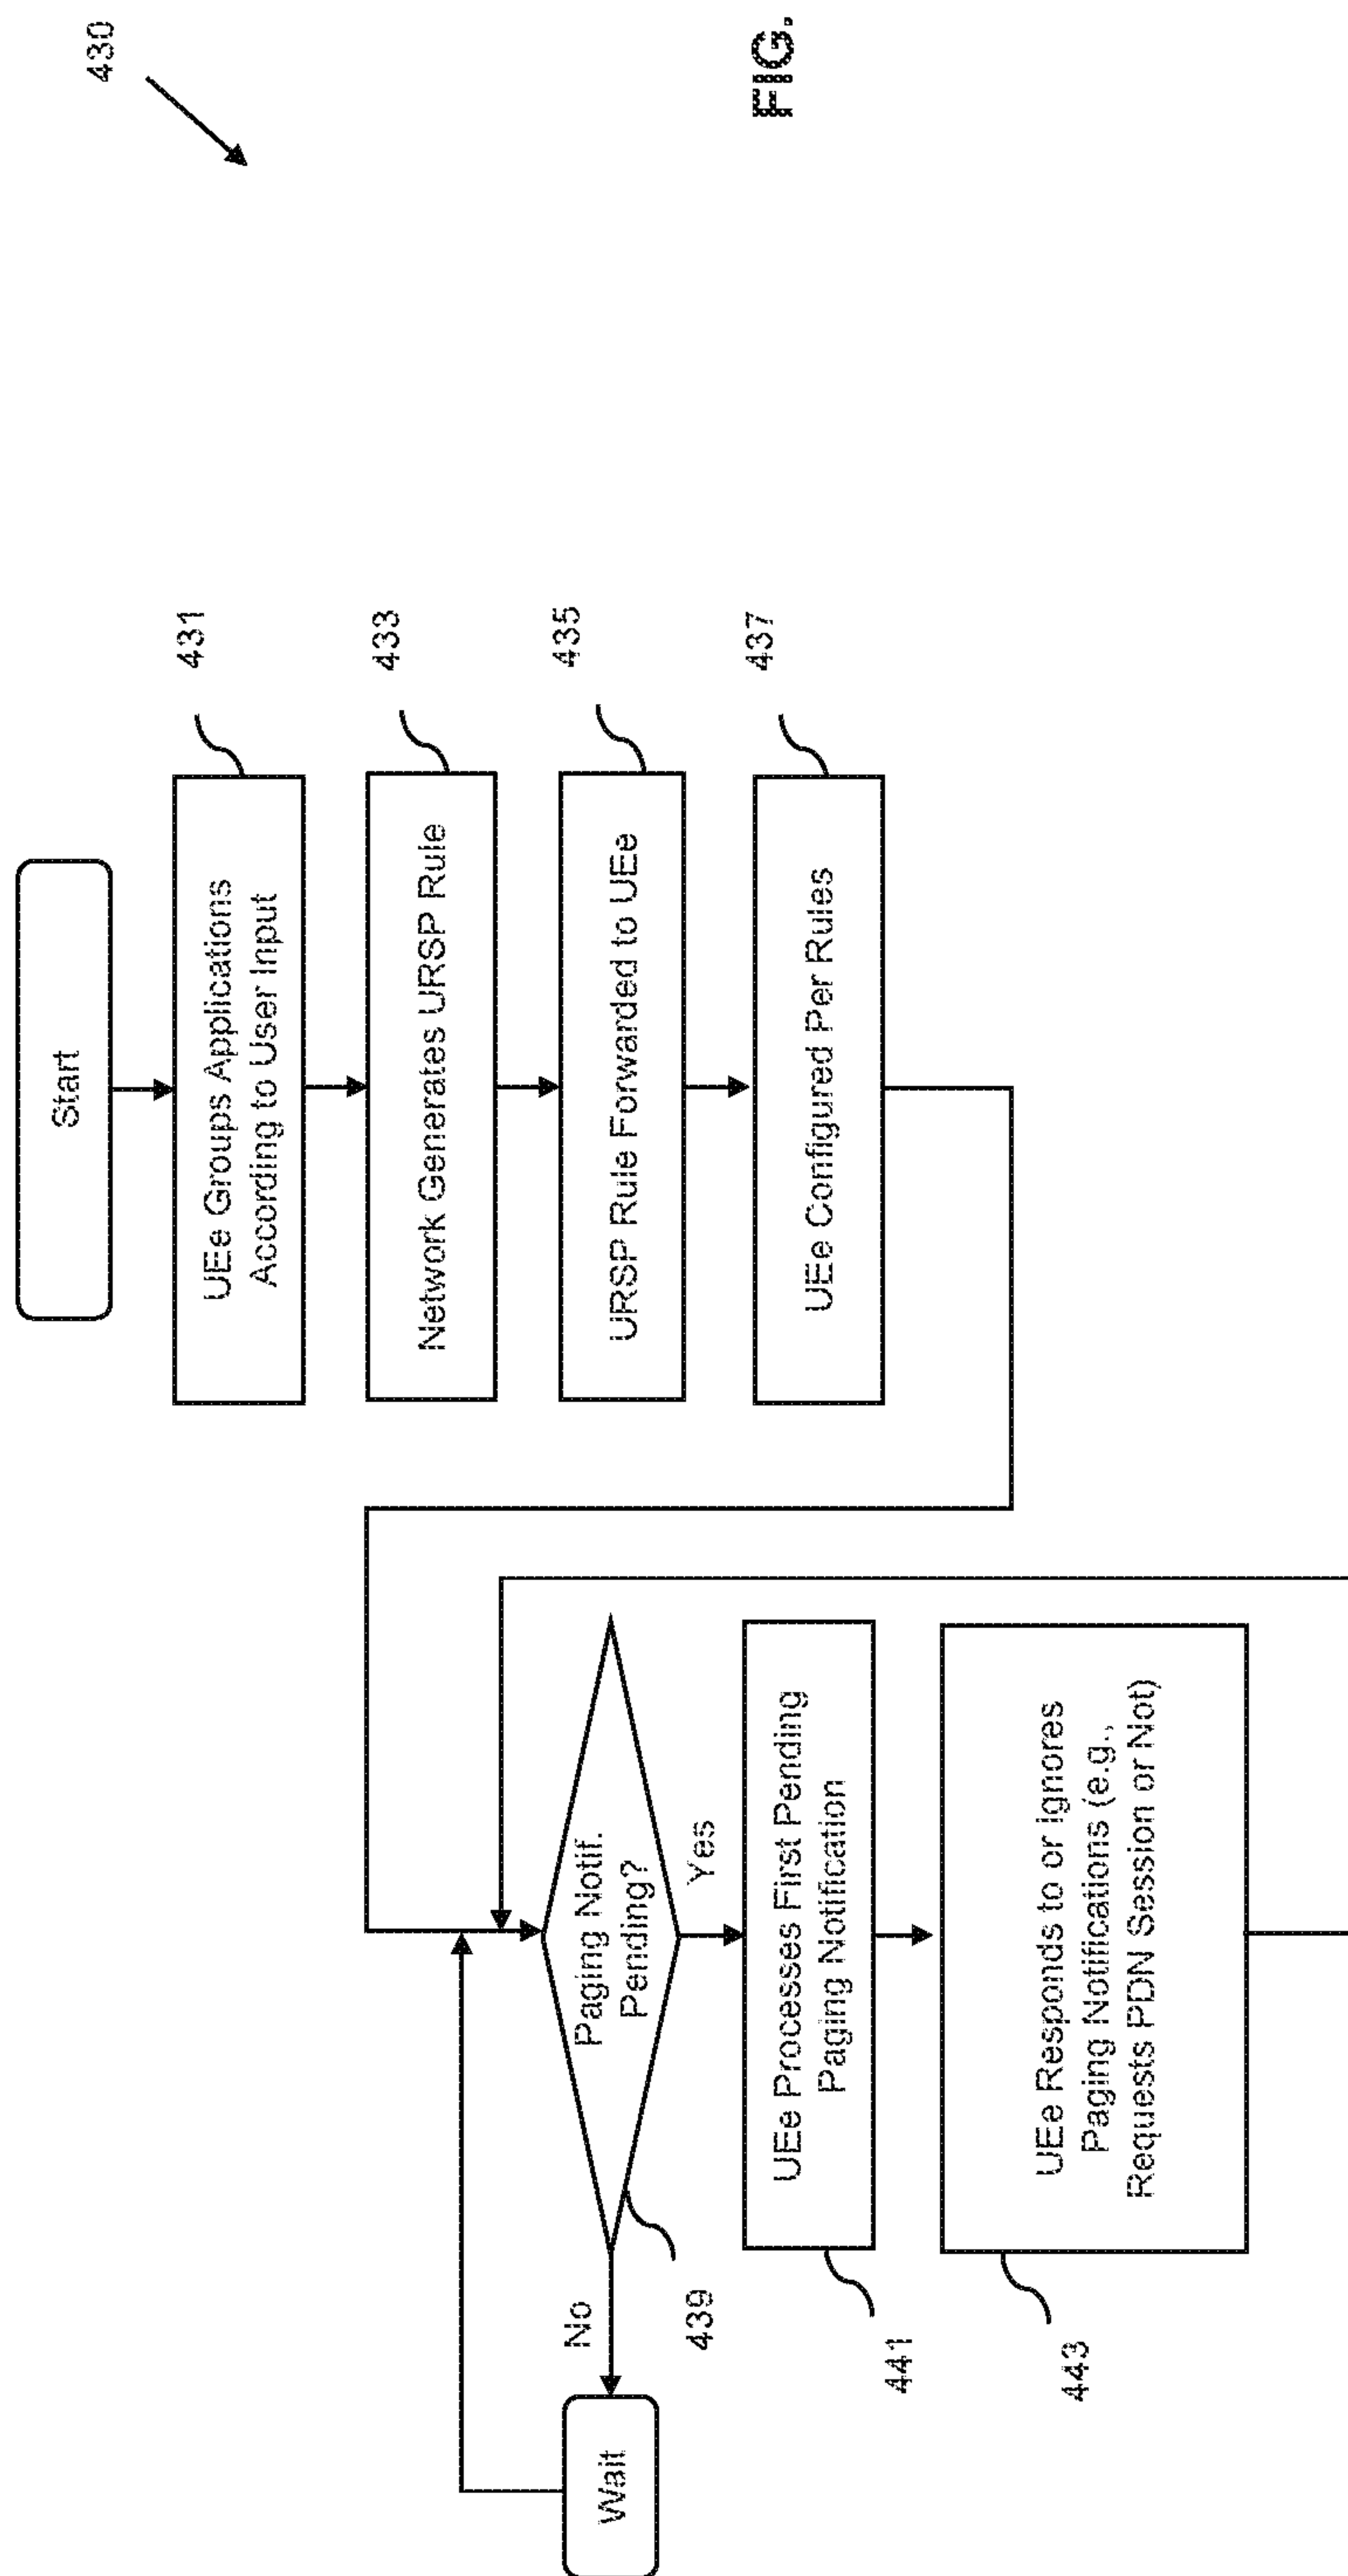 430
Start
UEe Groups Applications
According to User Input
431
Network Generates URSP Rule
433
URSP Rule Forwarded to UEe
435
UEe Configured Per Rules
437
Paging Notif.
Pending?
439
No
Wait
Yes
UEe Processes First Pending
Paging Notification
441
UEe Responds to or Ignores
Paging Notifications (e.g.,
Requests PDN Session or Not)
443
FIG.